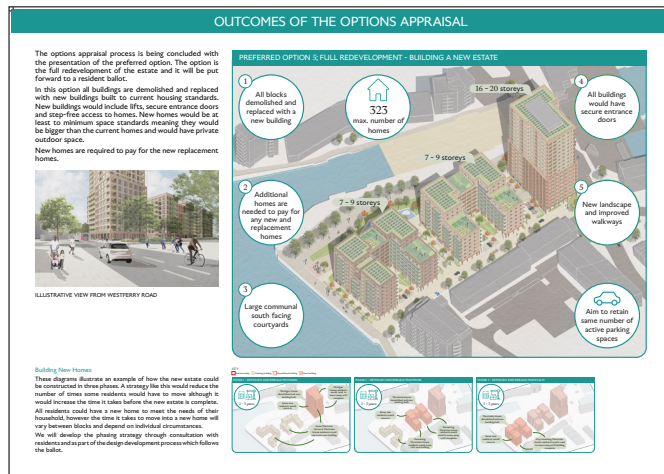 OUTCOMES OF THE OPTIONS APPRAISAL
The options appraisal process is being concluded with
the presentation of the preferred option. The option is
the full redevelopment of the estate and it will be put
forward to a resident ballot.
In this option all buildings are demolished and replaced
with new buildings built to current housing standards.
New buildings would include lifts, secure entrance doors
and step-free access to homes. New homes would be at
least to minimum space standards meaning they would
be bigger than the current homes and would have private
outdoor space.
New homes are required to pay for the new replacement
homes.
ILLUSTRATIVE VIEW FROM WESTFERRY ROAD
PREFERRED OPTION 5; FULL REDEVELOPMENT - BUILDING A NEW ESTATE
1
All blocks
demolished and
replaced with a
new building
323
max. number of
homes
16 - 20 storeys
4
All buildings
would have
secure entrance
doors
7 - 9 storeys
2
Additional
homes are
needed to pay for
any new and
replacement
homes
7 - 9 storeys
5
New landscape
and improved
walkways
3
Large communal
south facing
courtyards
Aim to retain
same number of
active parking
spaces
Building New Homes
These diagrams illustrate an example of how the new estate could
be constructed in three phases. A strategy like this would reduce the
number of times some residents would have to move although it
would increase the time it takes before the new estate is complete.
All residents could have a new home to meet the needs of their
household, however the time it takes to move into a new home will
vary between blocks and depend on individual circumstances.
We will develop the phasing strategy through consultation with
residents and as part of the design development process which follows
the ballot.
KEY